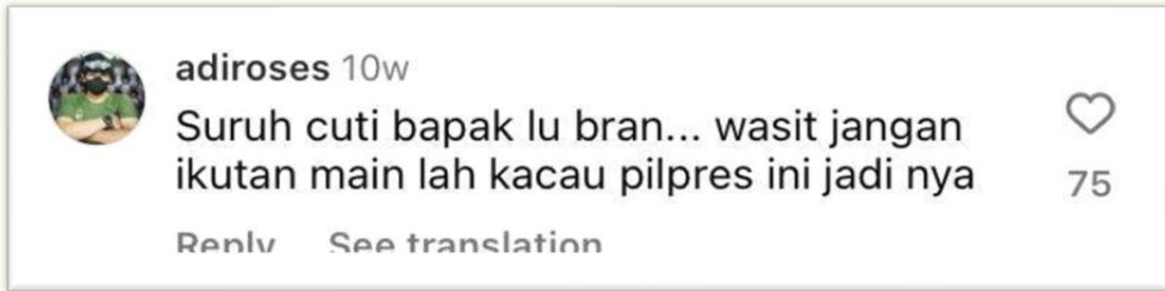 adiroses 10w
Suruh cuti bapak lu bran... wasit jangan
ikutan main lah kacau pilpres ini jadi nya
75
Reply See translation